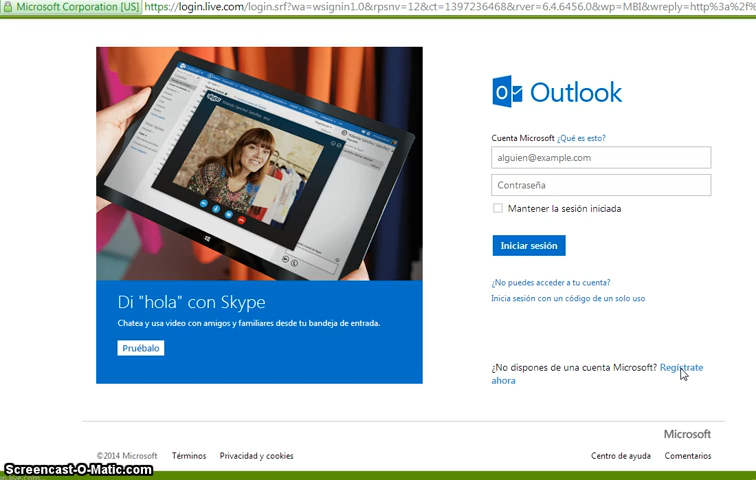 Microsoft Corporation [US]
https://login.live.com/login.srf?wa=wsignin1.0&rpsnv=12&ct=1397236468&rver=6.4.6456.0&wp=MBI&wreply=http%3a%2f%
Outlook
Cuenta Microsoft ¿Qué es esto?
alguien@example.com
Contraseña
Mantener la sesión iniciada
Iniciar sesión
¿No puedes acceder a tu cuenta?
Inicia sesión con un código de un solo uso
¿No dispones de una cuenta Microsoft? Regístrate
ahora
Di "hola" con Skype
Chatea y usa video con amigos y familiares desde tu bandeja de entrada.
Pruébalo
Microsoft
©2014 Microsoft Términos Privacidad y cookies Centro de ayuda Comentarios
Screencast-O-Matic.com